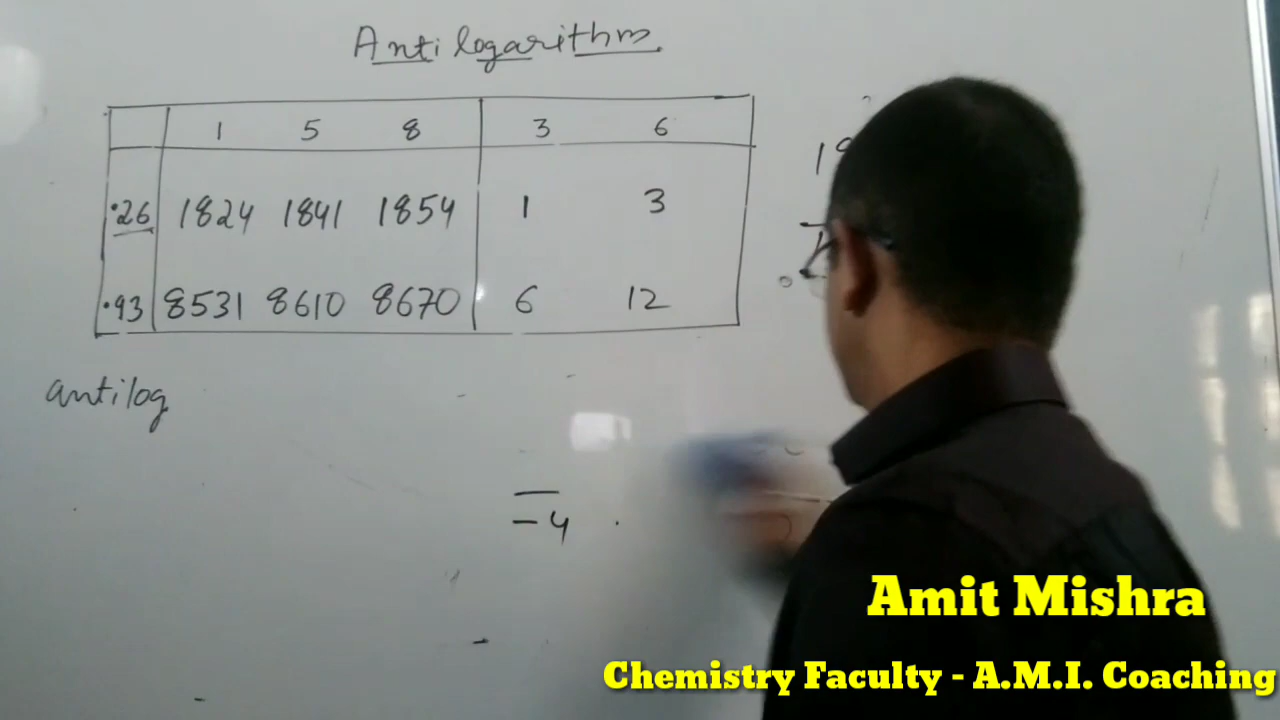 Antilogarithm
1 5 8 3 6
.26 1824 1841 1854 1 3
.93 8531 8610 8670 6 12
antilog
-4 .
Amit Mishra
Chemistry Faculty - A.M.I. Coaching